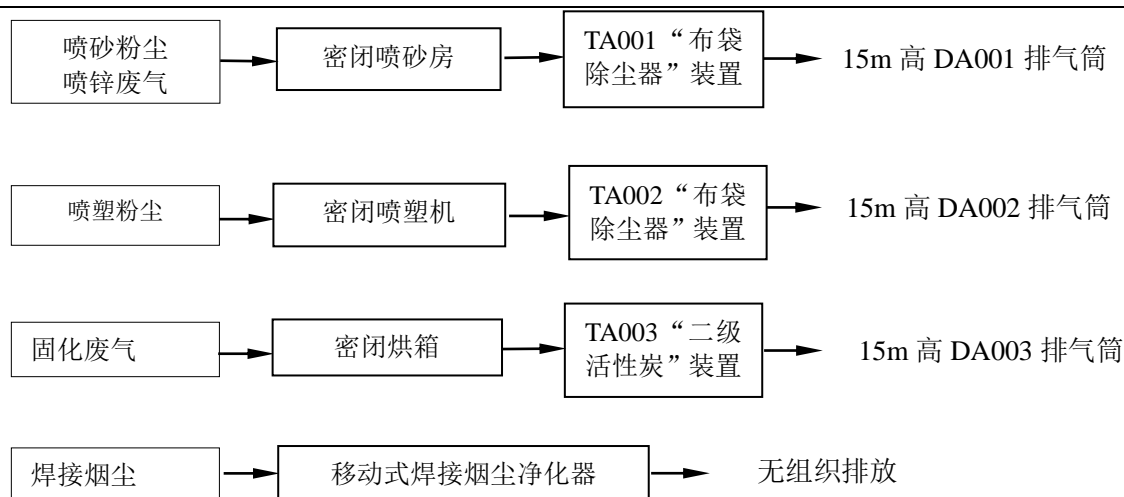 喷砂粉尘
喷锌废气
密闭喷砂房
TA001“布袋
除尘器”装置
15m 高 DA001 排气筒
喷塑粉尘
密闭喷塑机
TA002“布袋
除尘器”装置
15m 高 DA002 排气筒
固化废气
密闭烘箱
TA003“二级
活性炭”装置
15m 高 DA003 排气筒
焊接烟尘
移动式焊接烟尘净化器
无组织排放